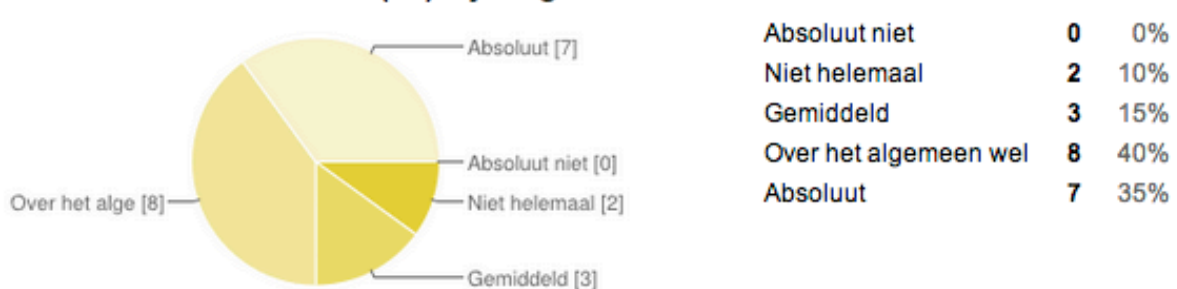 Absoluut [7]
Absoluut niet [0]
Over het alge [8]
Niet helemaal [2]
Gemiddeld [3]
Absoluut niet 0 0%
Niet helemaal 2 10%
Gemiddeld 3 15%
Over het algemeen wel 8 40%
Absoluut 7 35%